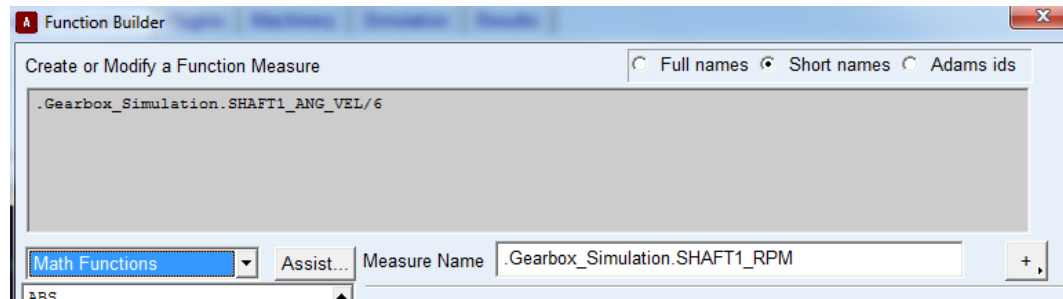 A Function Builder
Create or Modify a Function Measure
Full names Short names Adams ids
.Gearbox_Simulation.SHAFT1_ANG_VEL/6
Math Functions Assist... Measure Name .Gearbox_Simulation.SHAFT1_RPM +
ABS